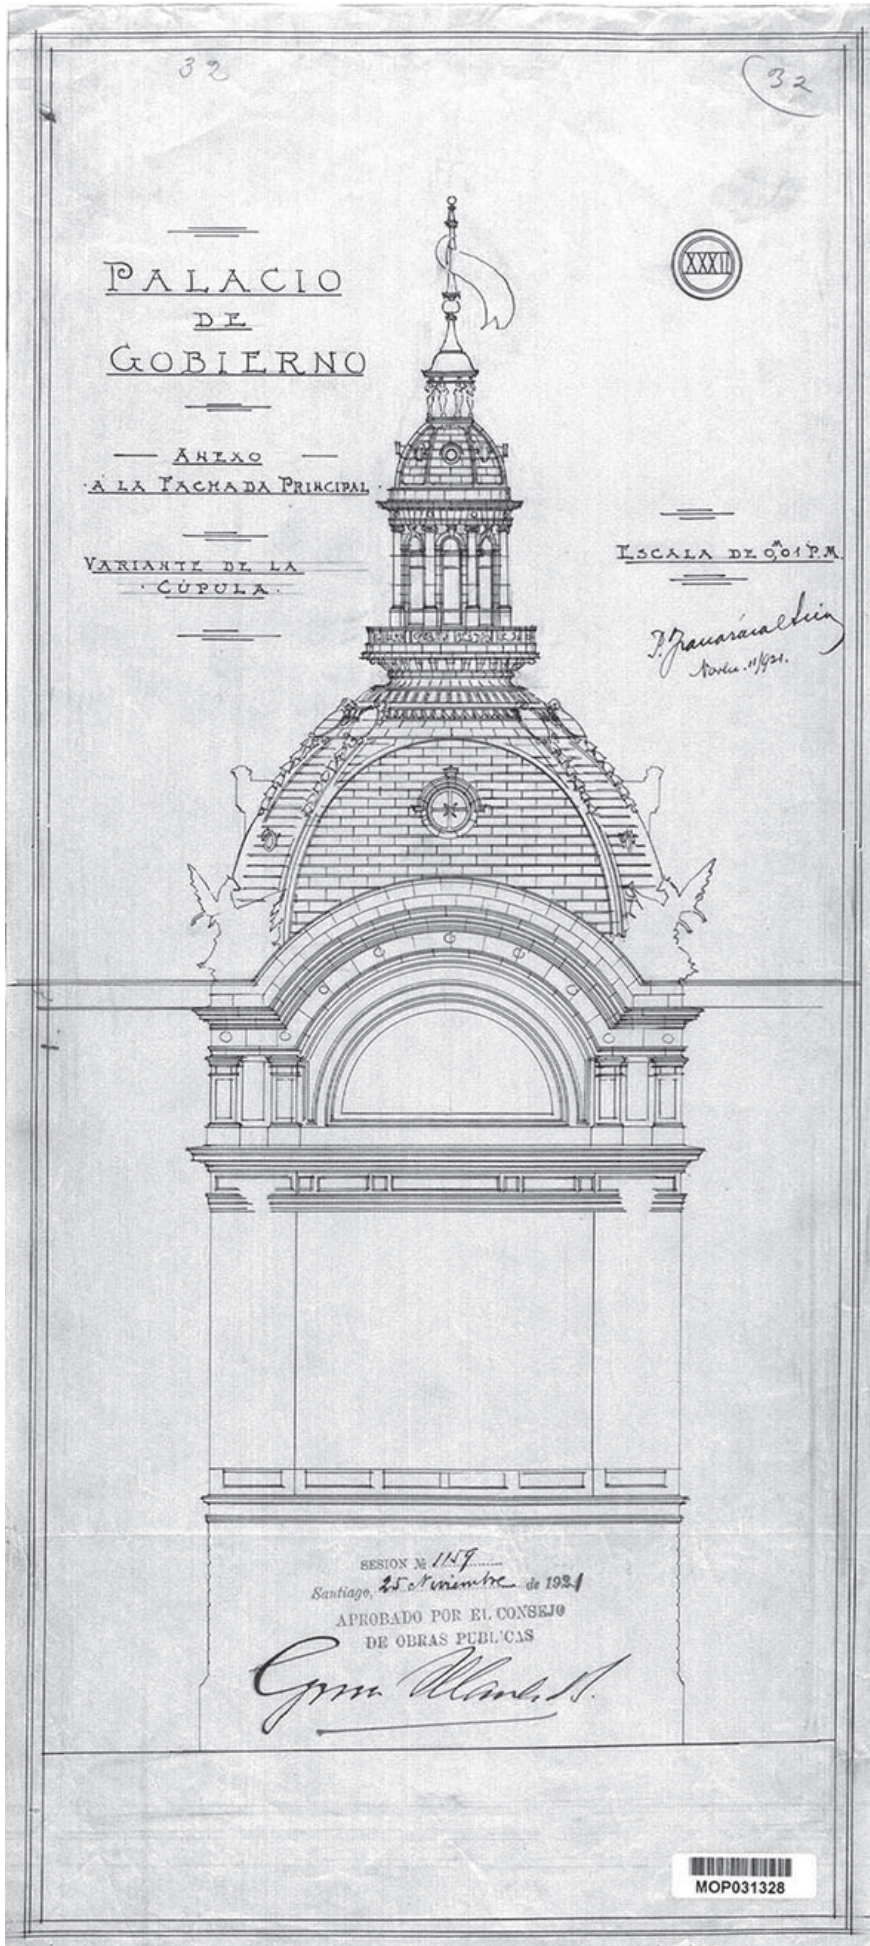 32
32
XXXII
PALACIO
DE
GOBIERNO
ANEXO
A LA FACHADA PRINCIPAL.
VARIANTE DE LA
· CÚPULA ·
ESCALA DE 0,ᵐ01 P.M.
SESION № 1159
Santiago, 25 Noviembre de 1921
APROBADO POR EL CONSEJO
DE OBRAS PUBLICAS
MOP031328